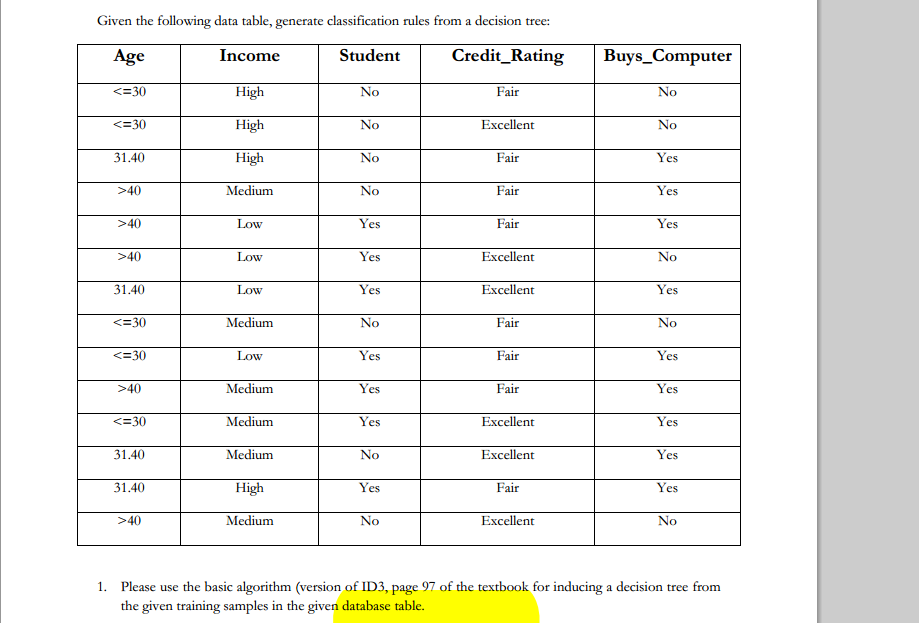 Given the following data table, generate classification rules from a decision tree:
Age Income Student Credit_Rating Buys_Computer
<=30 High No Fair No
<=30 High No Excellent No
31.40 High No Fair Yes
>40 Medium No Fair Yes
>40 Low Yes Fair Yes
>40 Low Yes Excellent No
31.40 Low Yes Excellent Yes
<=30 Medium No Fair No
<=30 Low Yes Fair Yes
>40 Medium Yes Fair Yes
<=30 Medium Yes Excellent Yes
31.40 Medium No Excellent Yes
31.40 High Yes Fair Yes
>40 Medium No Excellent No
1. Please use the basic algorithm (version of ID3, page 97 of the textbook for inducing a decision tree from
the given training samples in the given database table.